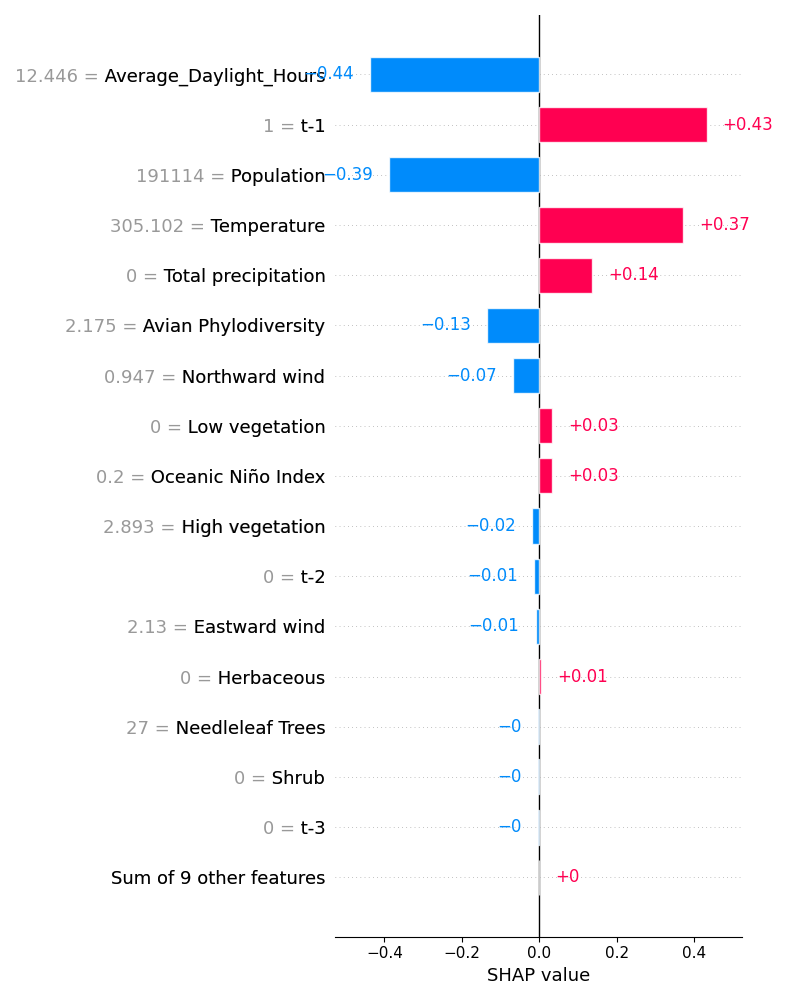 12.446 = Average_Daylight_Hours −0.44
1 = t-1 +0.43
191114 = Population −0.39
305.102 = Temperature +0.37
0 = Total precipitation +0.14
2.175 = Avian Phylodiversity −0.13
0.947 = Northward wind −0.07
0 = Low vegetation +0.03
0.2 = Oceanic Niño Index +0.03
2.893 = High vegetation −0.02
0 = t-2 −0.01
2.13 = Eastward wind −0.01
0 = Herbaceous +0.01
27 = Needleleaf Trees −0
0 = Shrub −0
0 = t-3 −0
Sum of 9 other features +0
−0.4 −0.2 0.0 0.2 0.4
SHAP value